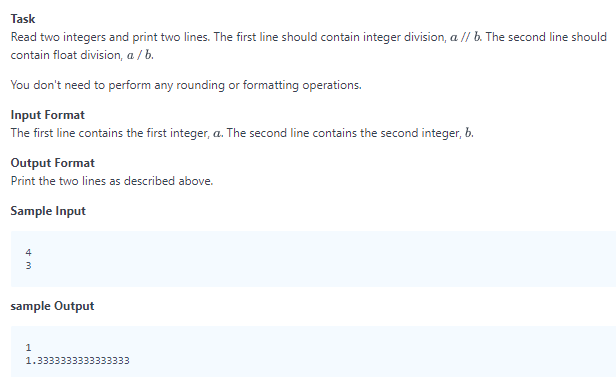 Task
Read two integers and print two lines. The first line should contain integer division, a // b. The second line should
contain float division, a / b.
You don't need to perform any rounding or formatting operations.
Input Format
The first line contains the first integer, a. The second line contains the second integer, b.
Output Format
Print the two lines as described above.
Sample Input
4
3
sample Output
1
1.3333333333333333